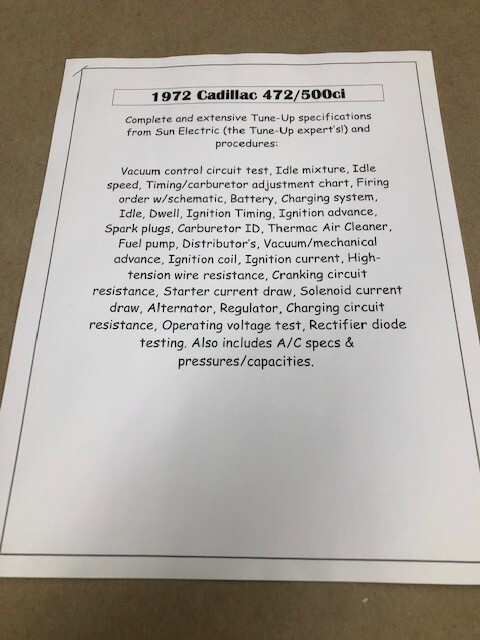 1972 Cadillac 472/500ci
Complete and extensive Tune-Up specifications
from Sun Electric (the Tune-Up expert's!) and
procedures:
Vacuum control circuit test, Idle mixture, Idle
speed, Timing/carburetor adjustment chart, Firing
order w/schematic, Battery, Charging system,
Idle, Dwell, Ignition Timing, Ignition advance,
Spark plugs, Carburetor ID, Thermac Air Cleaner,
Fuel pump, Distributor's, Vacuum/mechanical
advance, Ignition coil, Ignition current, High-
tension wire resistance, Cranking circuit
resistance, Starter current draw, Solenoid current
draw, Alternator, Regulator, Charging circuit
resistance, Operating voltage test, Rectifier diode
testing. Also includes A/C specs &
pressures/capacities.